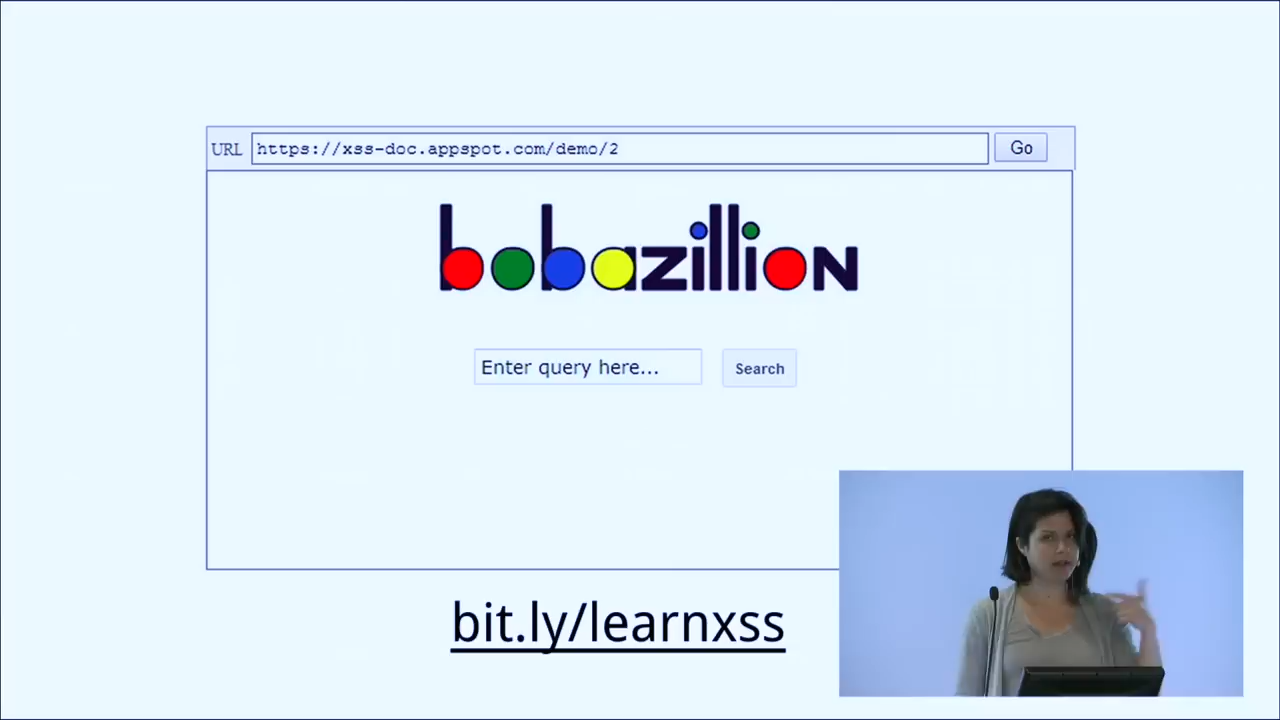 URL https://xss-doc.appspot.com/demo/2 Go
bobazillion
Enter query here... Search
bit.ly/learnxss